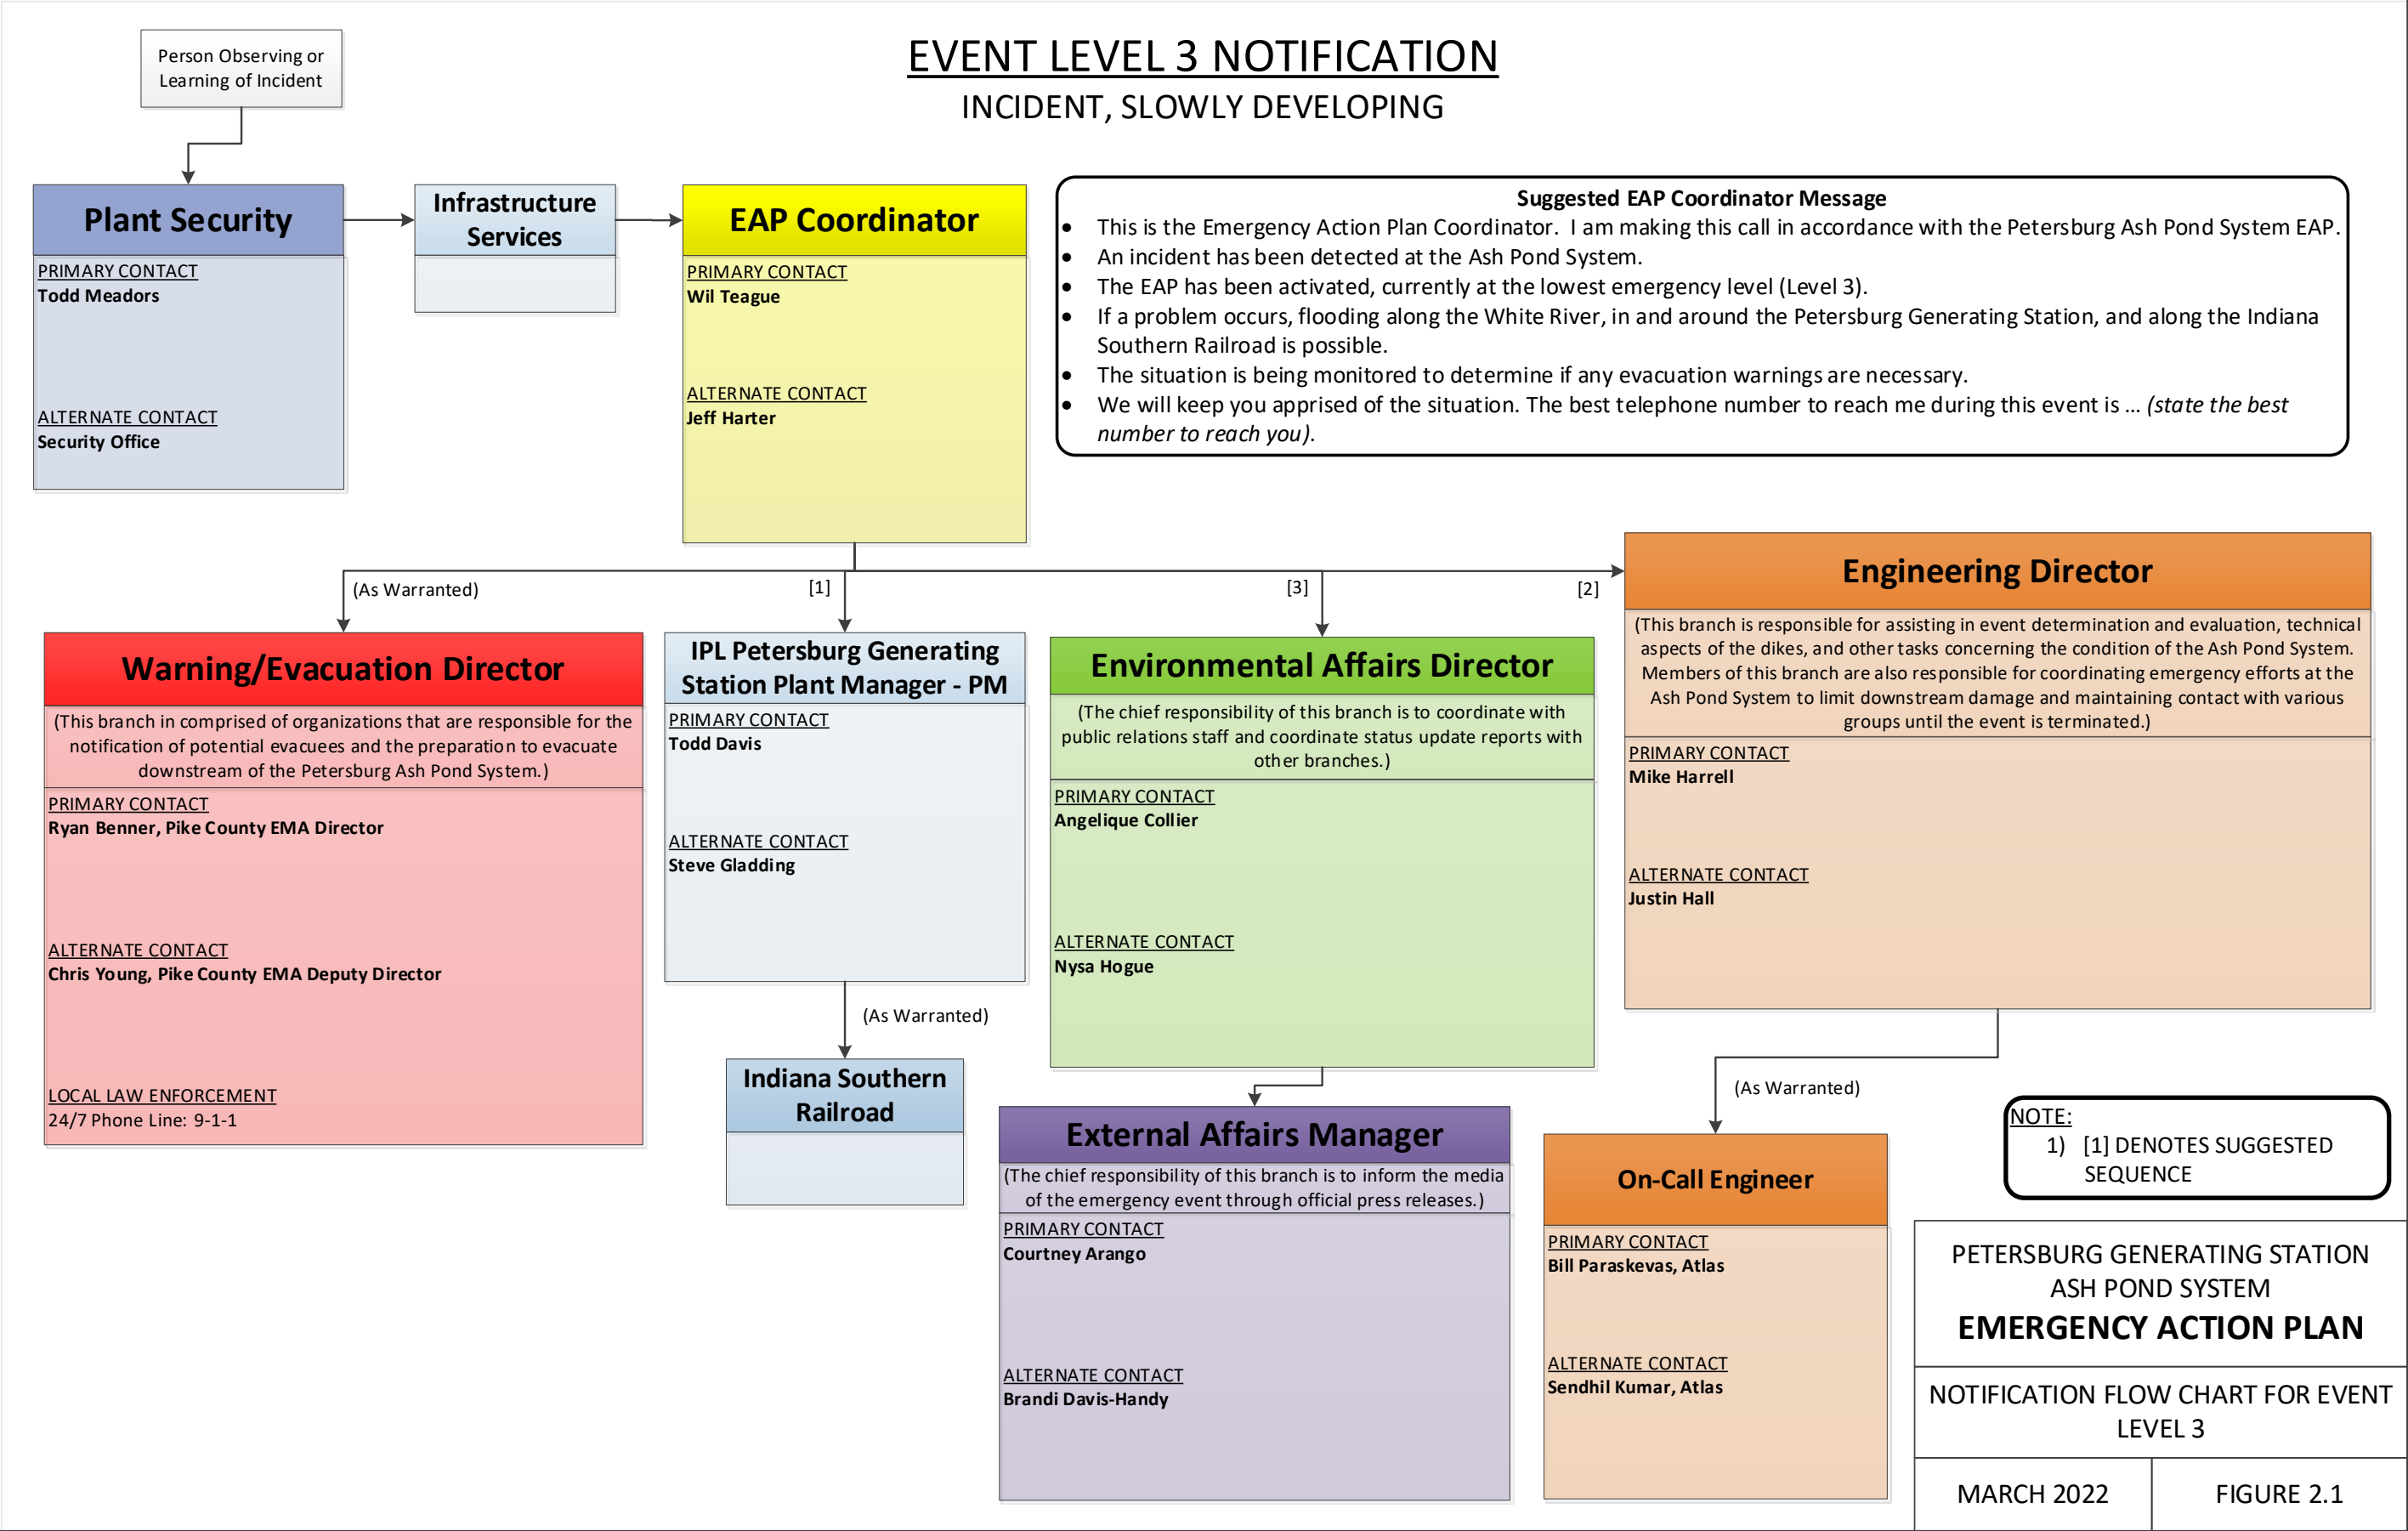 Person Observing or
Learning of Incident
EVENT LEVEL 3 NOTIFICATION
INCIDENT, SLOWLY DEVELOPING
Plant Security
PRIMARY CONTACT
Todd Meadors
ALTERNATE CONTACT
Security Office
Infrastructure
Services
EAP Coordinator
PRIMARY CONTACT
Wil Teague
ALTERNATE CONTACT
Jeff Harter
Suggested EAP Coordinator Message
• This is the Emergency Action Plan Coordinator. I am making this call in accordance with the Petersburg Ash Pond System EAP.
• An incident has been detected at the Ash Pond System.
• The EAP has been activated, currently at the lowest emergency level (Level 3).
• If a problem occurs, flooding along the White River, in and around the Petersburg Generating Station, and along the Indiana
Southern Railroad is possible.
• The situation is being monitored to determine if any evacuation warnings are necessary.
• We will keep you apprised of the situation. The best telephone number to reach me during this event is … (state the best
number to reach you).
(As Warranted)
[1]
[3]
[2]
Warning/Evacuation Director
(This branch in comprised of organizations that are responsible for the
notification of potential evacuees and the preparation to evacuate
downstream of the Petersburg Ash Pond System.)
PRIMARY CONTACT
Ryan Benner, Pike County EMA Director
ALTERNATE CONTACT
Chris Young, Pike County EMA Deputy Director
LOCAL LAW ENFORCEMENT
24/7 Phone Line: 9-1-1
IPL Petersburg Generating
Station Plant Manager - PM
PRIMARY CONTACT
Todd Davis
ALTERNATE CONTACT
Steve Gladding
(As Warranted)
Indiana Southern
Railroad
Environmental Affairs Director
(The chief responsibility of this branch is to coordinate with
public relations staff and coordinate status update reports with
other branches.)
PRIMARY CONTACT
Angelique Collier
ALTERNATE CONTACT
Nysa Hogue
External Affairs Manager
(The chief responsibility of this branch is to inform the media
of the emergency event through official press releases.)
PRIMARY CONTACT
Courtney Arango
ALTERNATE CONTACT
Brandi Davis-Handy
Engineering Director
(This branch is responsible for assisting in event determination and evaluation, technical
aspects of the dikes, and other tasks concerning the condition of the Ash Pond System.
Members of this branch are also responsible for coordinating emergency efforts at the
Ash Pond System to limit downstream damage and maintaining contact with various
groups until the event is terminated.)
PRIMARY CONTACT
Mike Harrell
ALTERNATE CONTACT
Justin Hall
(As Warranted)
On-Call Engineer
PRIMARY CONTACT
Bill Paraskevas, Atlas
ALTERNATE CONTACT
Sendhil Kumar, Atlas
NOTE:
1) [1] DENOTES SUGGESTED
SEQUENCE
PETERSBURG GENERATING STATION
ASH POND SYSTEM
EMERGENCY ACTION PLAN
NOTIFICATION FLOW CHART FOR EVENT
LEVEL 3
MARCH 2022
FIGURE 2.1